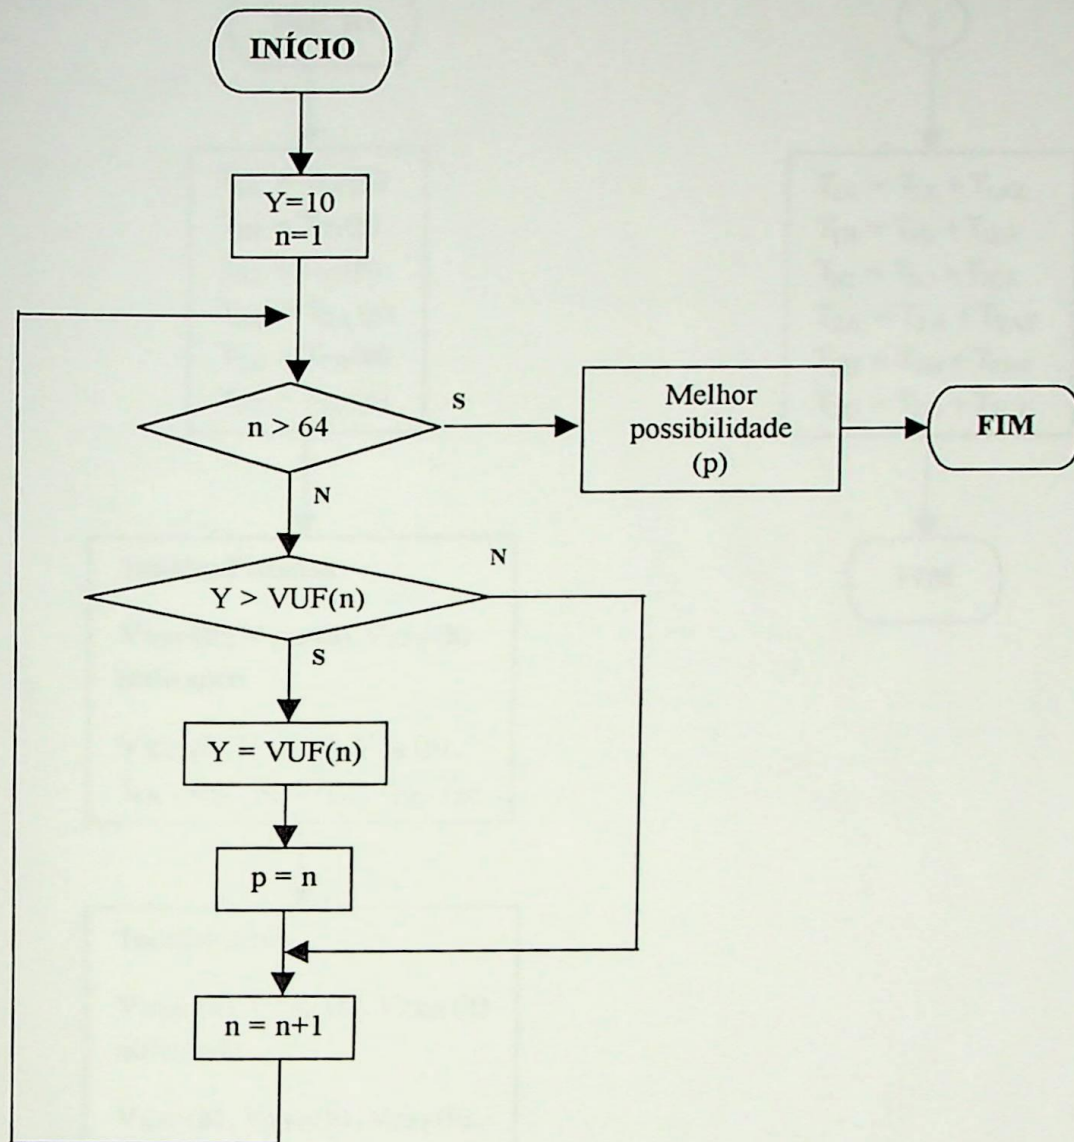 INÍCIO
Y=10
n=1
n > 64
S
Melhor
possibilidade
(p)
FIM
N
Y > VUF(n)
N
S
Y = VUF(n)
p = n
n = n+1